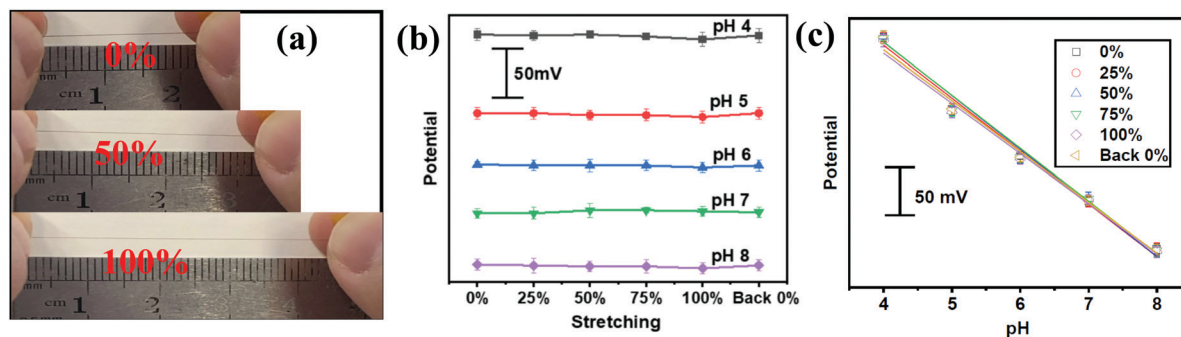 (a)
0%
mm
cm 1 2
50%
mm
cm 1 2 3
100%
cm 1 2
(b)
Potential
50mV
pH 4
pH 5
pH 6
pH 7
pH 8
0% 25% 50% 75% 100% Back 0%
Stretching
(c)
Potential
0%
25%
50%
75%
100%
Back 0%
50 mV
4 5 6 7 8
pH